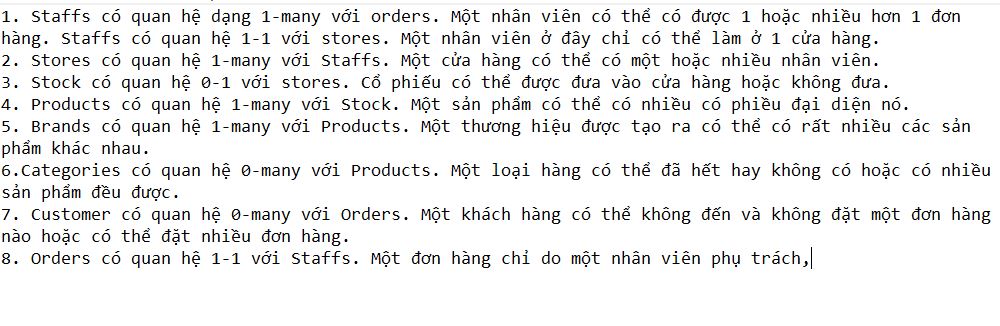 1. Staffs có quan hệ dạng 1-many với orders. Một nhân viên có thể có được 1 hoặc nhiều hơn 1 đơn
hàng. Staffs có quan hệ 1-1 với stores. Một nhân viên ở đây chỉ có thể làm ở 1 cửa hàng.
2. Stores có quan hệ 1-many với Staffs. Một cửa hàng có thể có một hoặc nhiều nhân viên.
3. Stock có quan hệ 0-1 với stores. Cổ phiếu có thể được đưa vào cửa hàng hoặc không đưa.
4. Products có quan hệ 1-many với Stock. Một sản phẩm có thể có nhiều có phiếu đại diện nó.
5. Brands có quan hệ 1-many với Products. Một thương hiệu được tạo ra có thể có rất nhiều các sản
phẩm khác nhau.
6.Categories có quan hệ 0-many với Products. Một loại hàng có thể đã hết hay không có hoặc có nhiều
sản phẩm đều được.
7. Customer có quan hệ 0-many với Orders. Một khách hàng có thể không đến và không đặt một đơn hàng
nào hoặc có thể đặt nhiều đơn hàng.
8. Orders có quan hệ 1-1 với Staffs. Một đơn hàng chỉ do một nhân viên phụ trách,